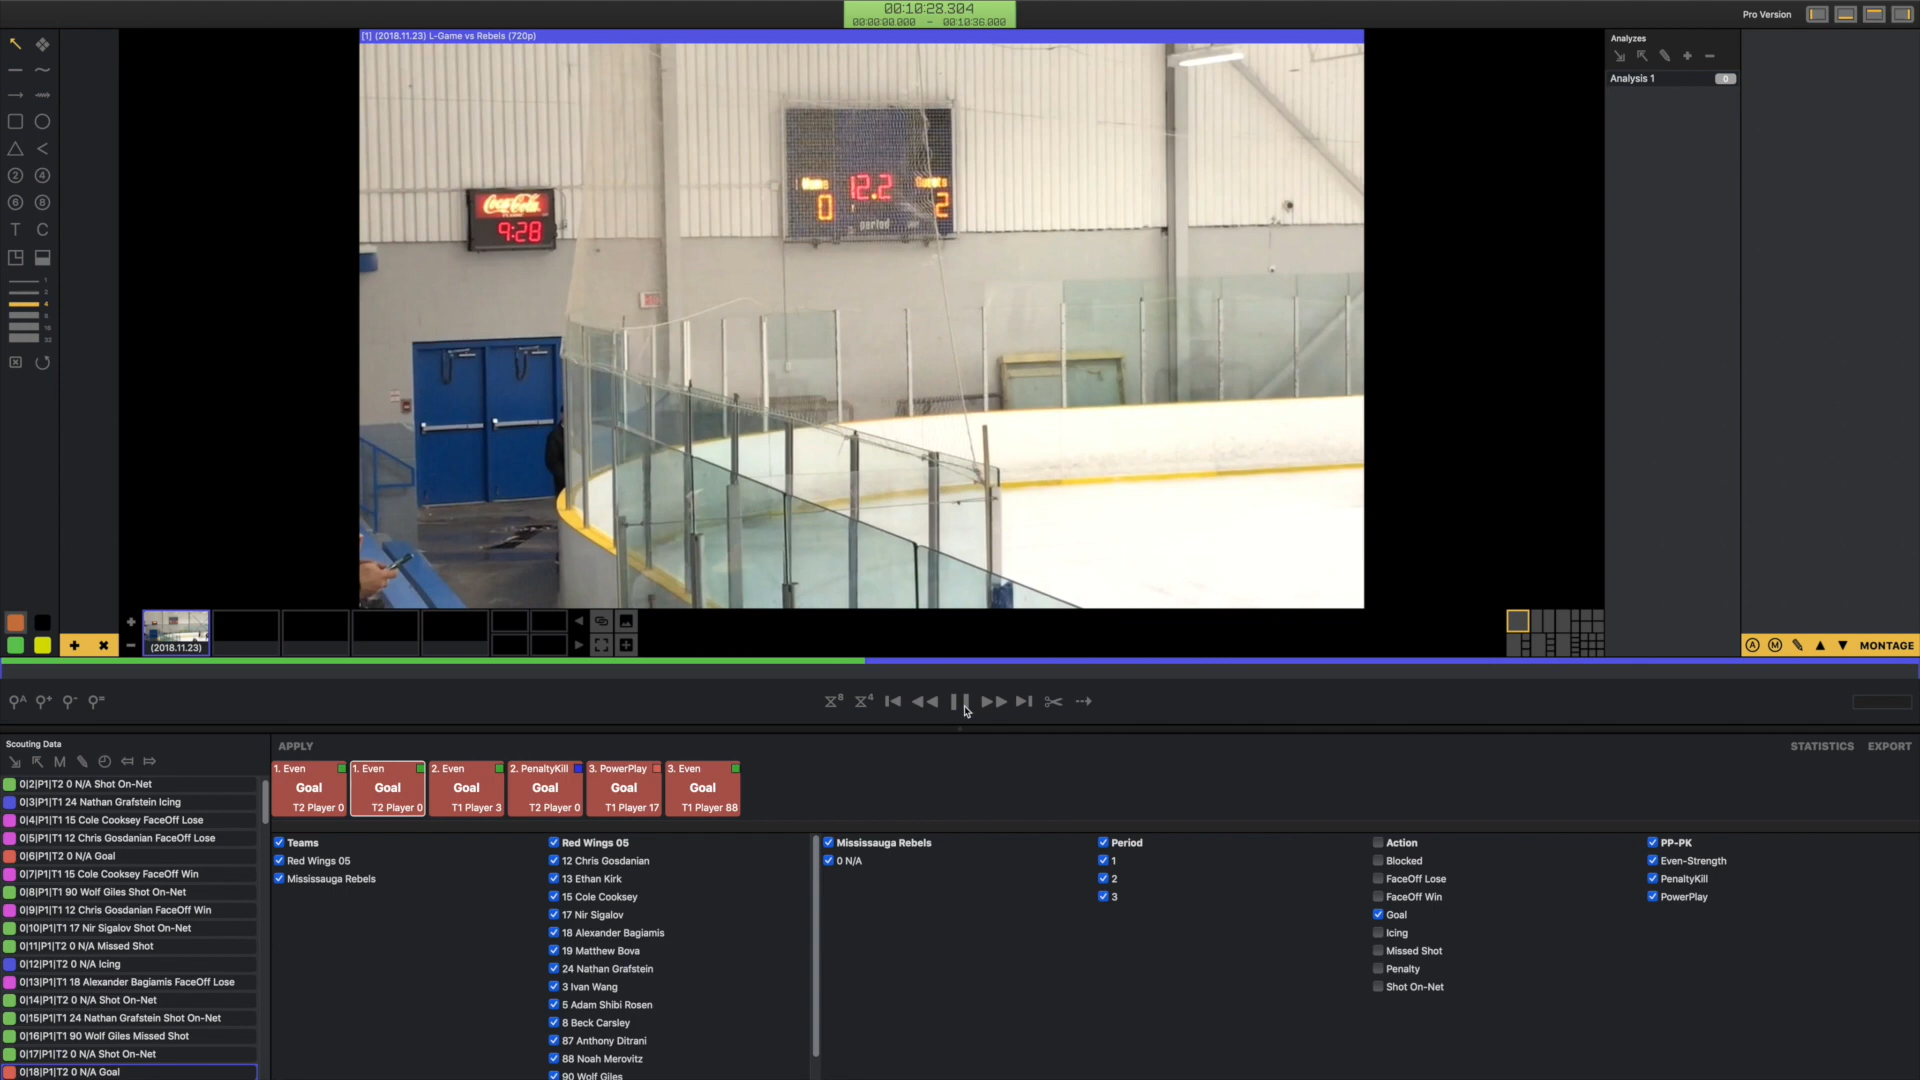 00:10:28.304
00:00:00.000 – 00:10:36.000
Pro Version
[1] (2018.11.23) L-Game vs Rebels (720p)
Analyzes
Analysis 1
0
Coca-Cola
9:28
12.2
Guests
0
2
period
2
4
6
8
T
C
1
2
4
8
16
32
(2018.11.23)
A
M
MONTAGE
A
8
4
Scouting Data
M
APPLY
STATISTICS
EXPORT
1. Even
Goal
T2 Player 0
1. Even
Goal
T2 Player 0
2. Even
Goal
T1 Player 3
2. PenaltyKill
Goal
T2 Player 0
3. PowerPlay
Goal
T1 Player 17
3. Even
Goal
T1 Player 88
0|2|P1|T2 0 N/A Shot On-Net
0|3|P1|T1 24 Nathan Grafstein Icing
0|4|P1|T1 15 Cole Cooksey FaceOff Lose
0|5|P1|T1 12 Chris Gosdanian FaceOff Lose
0|6|P1|T2 0 N/A Goal
0|7|P1|T1 15 Cole Cooksey FaceOff Win
0|8|P1|T1 90 Wolf Giles Shot On-Net
0|9|P1|T1 12 Chris Gosdanian FaceOff Win
0|10|P1|T1 17 Nir Sigalov Shot On-Net
0|11|P1|T2 0 N/A Missed Shot
0|12|P1|T2 0 N/A Icing
0|13|P1|T1 18 Alexander Bagiamis FaceOff Lose
0|14|P1|T2 0 N/A Shot On-Net
0|15|P1|T1 24 Nathan Grafstein Shot On-Net
0|16|P1|T1 90 Wolf Giles Missed Shot
0|17|P1|T2 0 N/A Shot On-Net
0|18|P1|T2 0 N/A Goal
Teams
Red Wings 05
Mississauga Rebels
Red Wings 05
12 Chris Gosdanian
13 Ethan Kirk
15 Cole Cooksey
17 Nir Sigalov
18 Alexander Bagiamis
19 Matthew Bova
24 Nathan Grafstein
3 Ivan Wang
5 Adam Shibi Rosen
8 Beck Carsley
87 Anthony Ditrani
88 Noah Merovitz
90 Wolf Giles
Mississauga Rebels
0 N/A
Period
1
2
3
Action
Blocked
FaceOff Lose
FaceOff Win
Goal
Icing
Missed Shot
Penalty
Shot On-Net
PP-PK
Even-Strength
PenaltyKill
PowerPlay